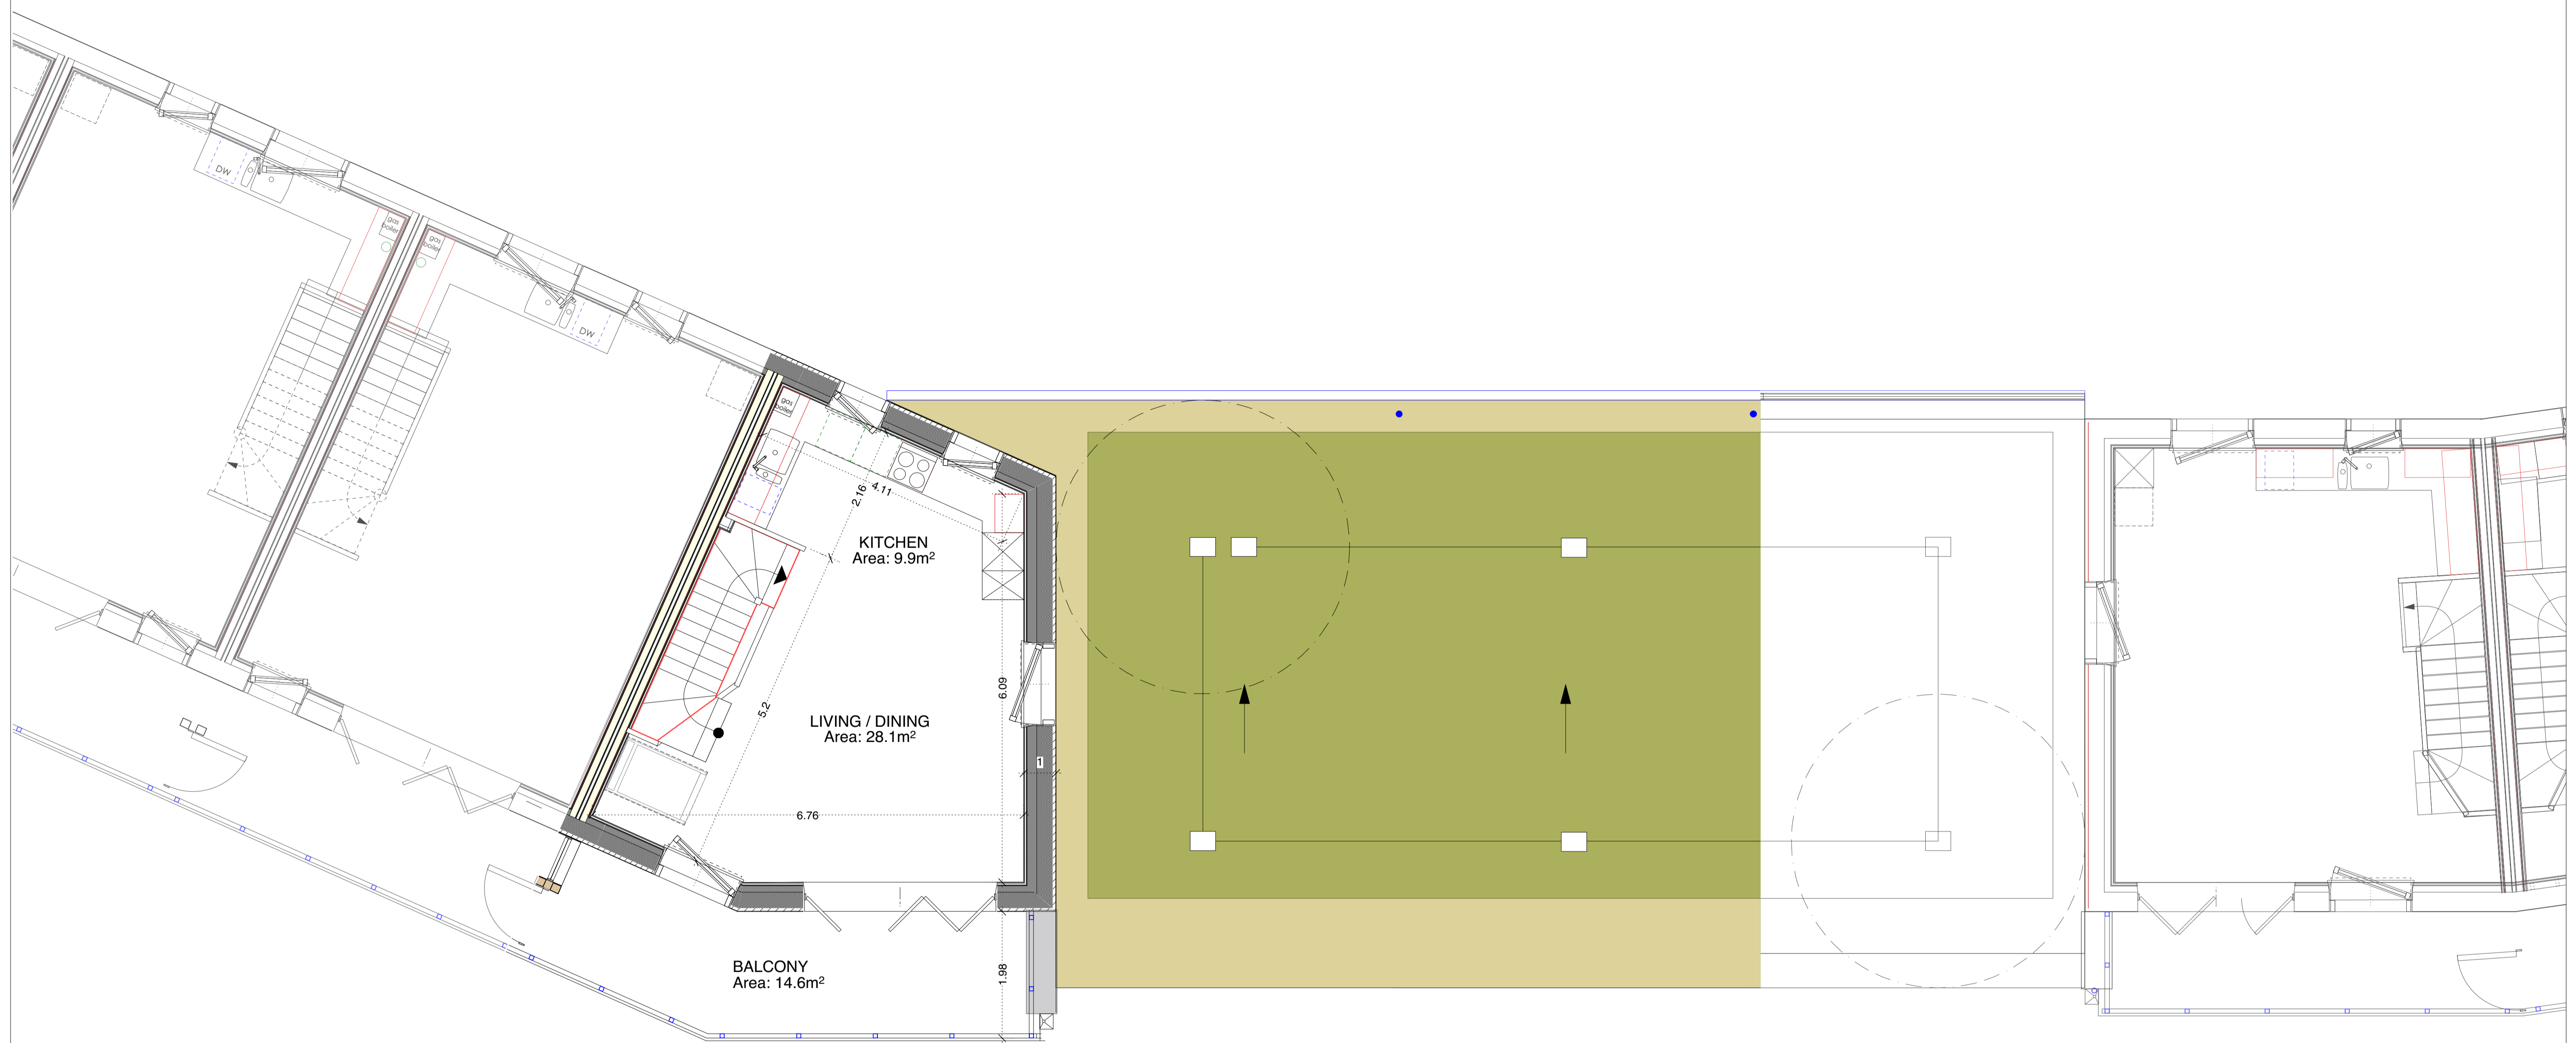 DW
gas
boiler
gas
boiler
DW
gas
boiler
4.11
2.16
KITCHEN
Area: 9.9m²
6.09
5.2
LIVING / DINING
Area: 28.1m²
1
6.76
BALCONY
Area: 14.6m²
1.98